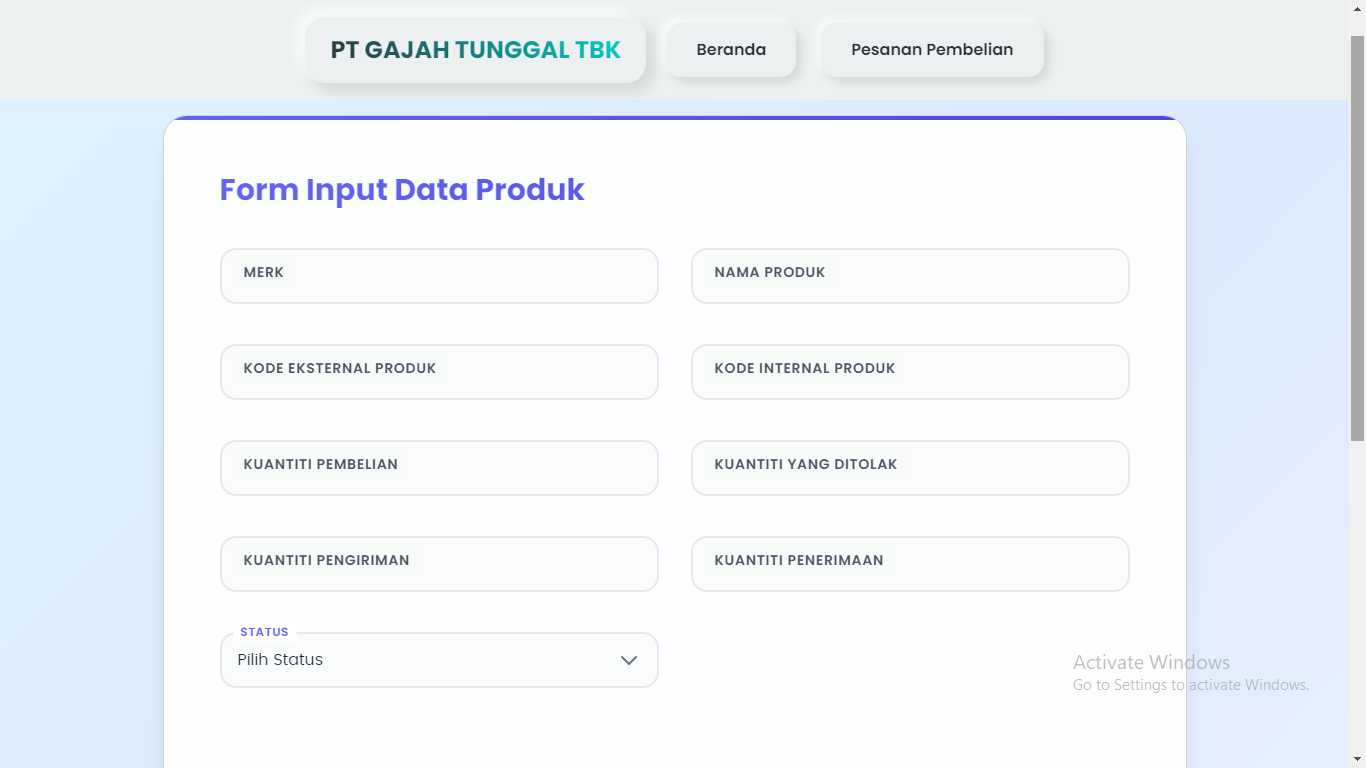 PT GAJAH TUNGGAL TBK
Beranda
Pesanan Pembelian
Form Input Data Produk
MERK
NAMA PRODUK
KODE EKSTERNAL PRODUK
KODE INTERNAL PRODUK
KUANTITI PEMBELIAN
KUANTITI YANG DITOLAK
KUANTITI PENGIRIMAN
KUANTITI PENERIMAAN
STATUS
Pilih Status
Activate Windows
Go to Settings to activate Windows.